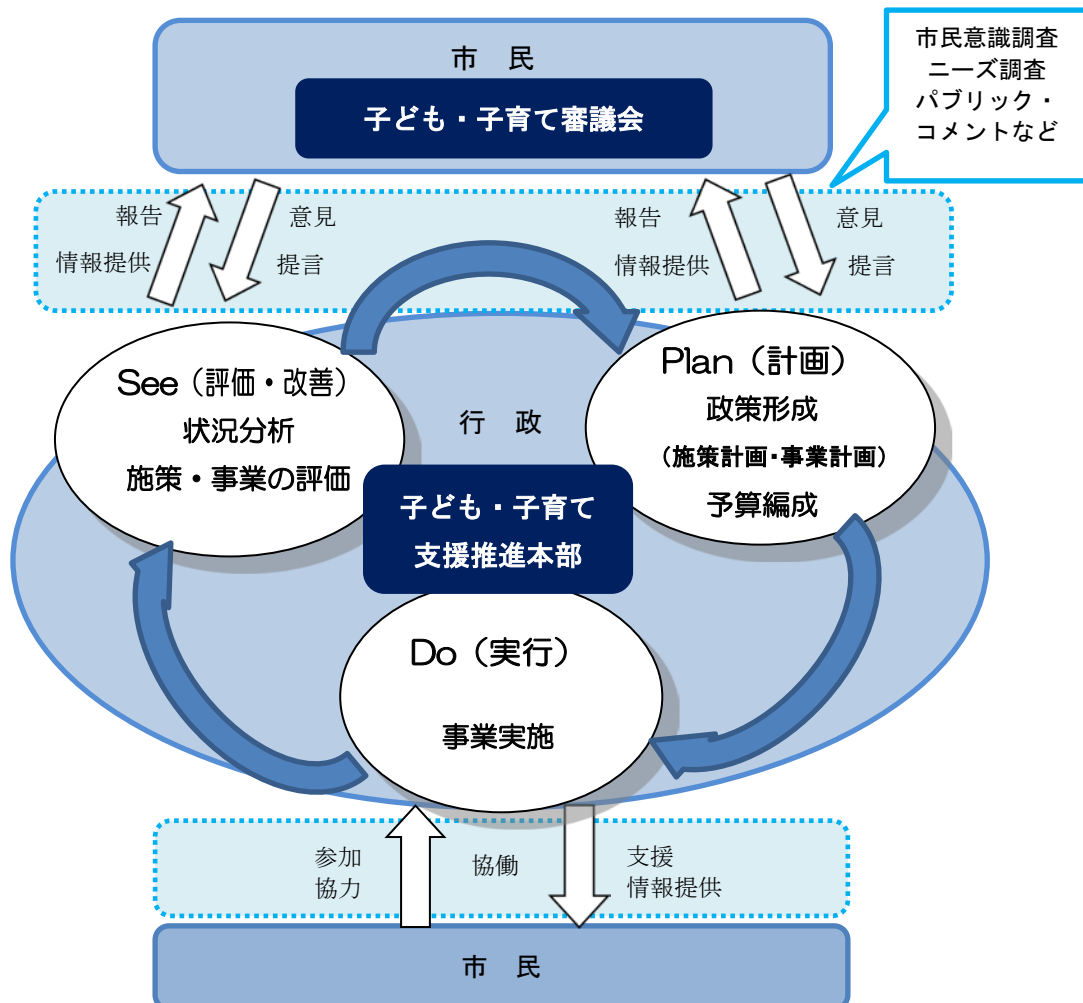 市民意識調査
ニーズ調査
パブリック・
コメントなど
市　民
子ども・子育て審議会
報告
情報提供
意見
提言
報告
情報提供
意見
提言
See（評価・改善）
状況分析
施策・事業の評価
Plan（計画）
政策形成
（施策計画・事業計画）
予算編成
行　政
子ども・子育て
支援推進本部
Do（実行）
事業実施
参加
協力
協働
支援
情報提供
市　民